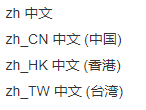 zh 中文
zh_CN 中文 (中国)
zh_HK 中文 (香港)
zh_TW 中文 (台湾)